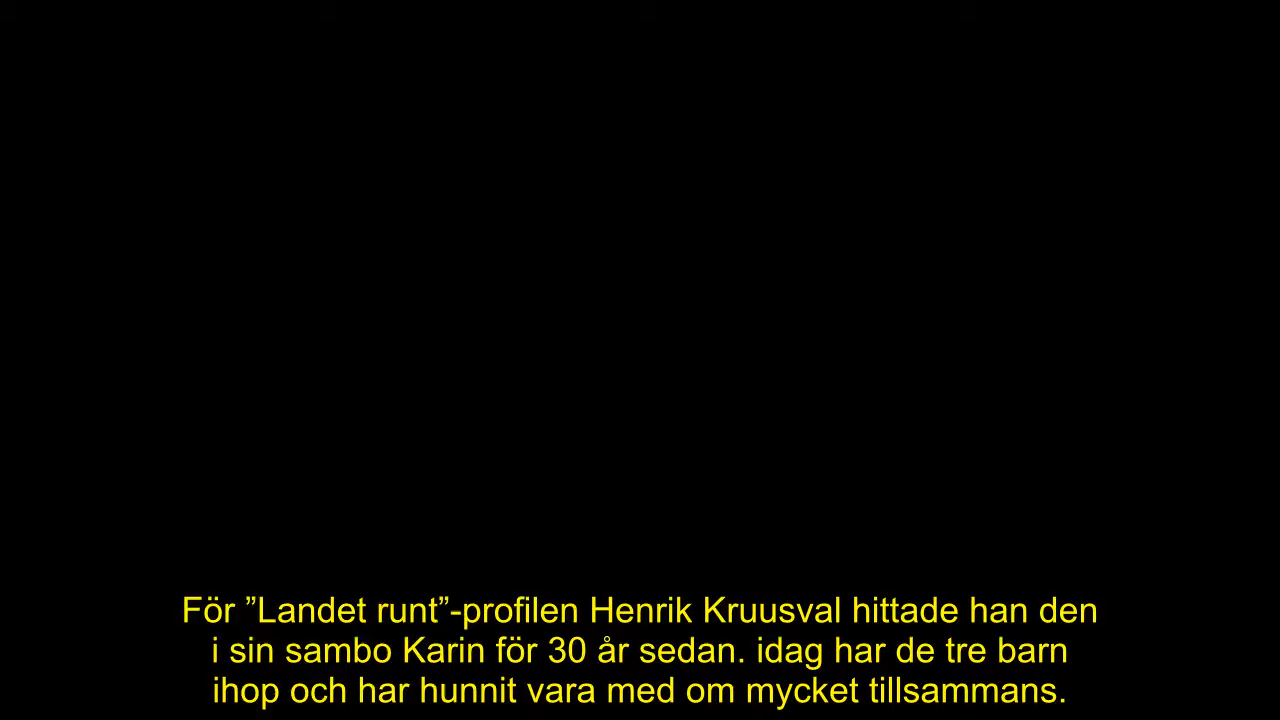 För ”Landet runt”-profilen Henrik Kruusval hittade han den
i sin sambo Karin för 30 år sedan. idag har de tre barn
ihop och har hunnit vara med om mycket tillsammans.